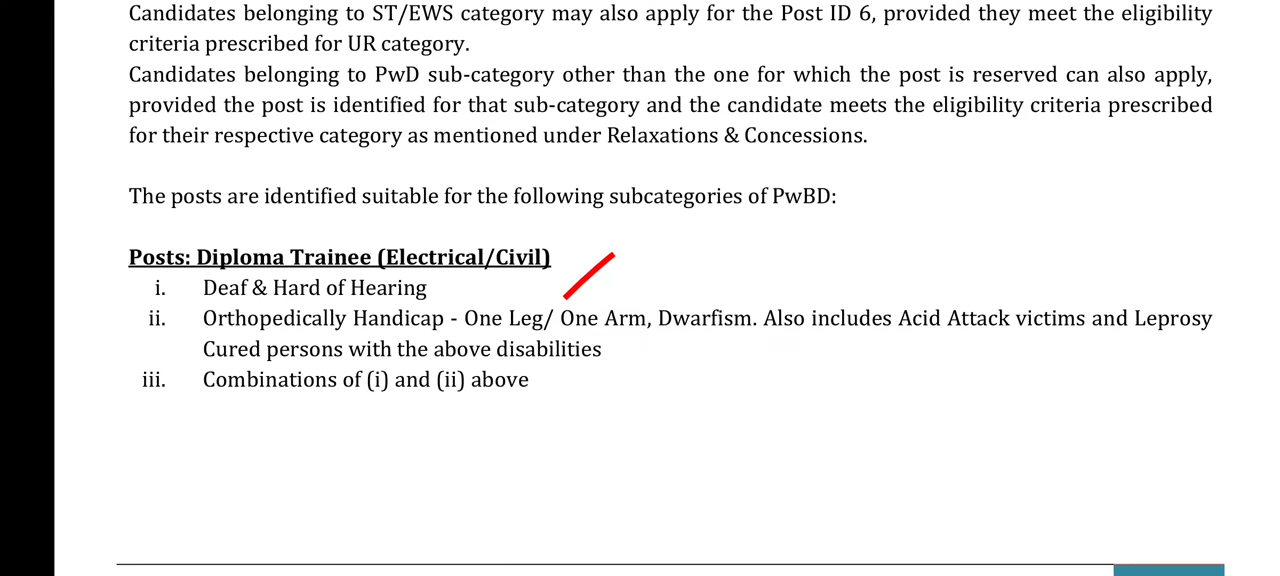 Candidates belonging to ST/EWS category may also apply for the Post ID 6, provided they meet the eligibility
criteria prescribed for UR category.
Candidates belonging to PwD sub-category other than the one for which the post is reserved can also apply,
provided the post is identified for that sub-category and the candidate meets the eligibility criteria prescribed
for their respective category as mentioned under Relaxations & Concessions.
The posts are identified suitable for the following subcategories of PwBD:
Posts: Diploma Trainee (Electrical/Civil)
i. Deaf & Hard of Hearing
ii. Orthopedically Handicap - One Leg/ One Arm, Dwarfism. Also includes Acid Attack victims and Leprosy
Cured persons with the above disabilities
iii. Combinations of (i) and (ii) above